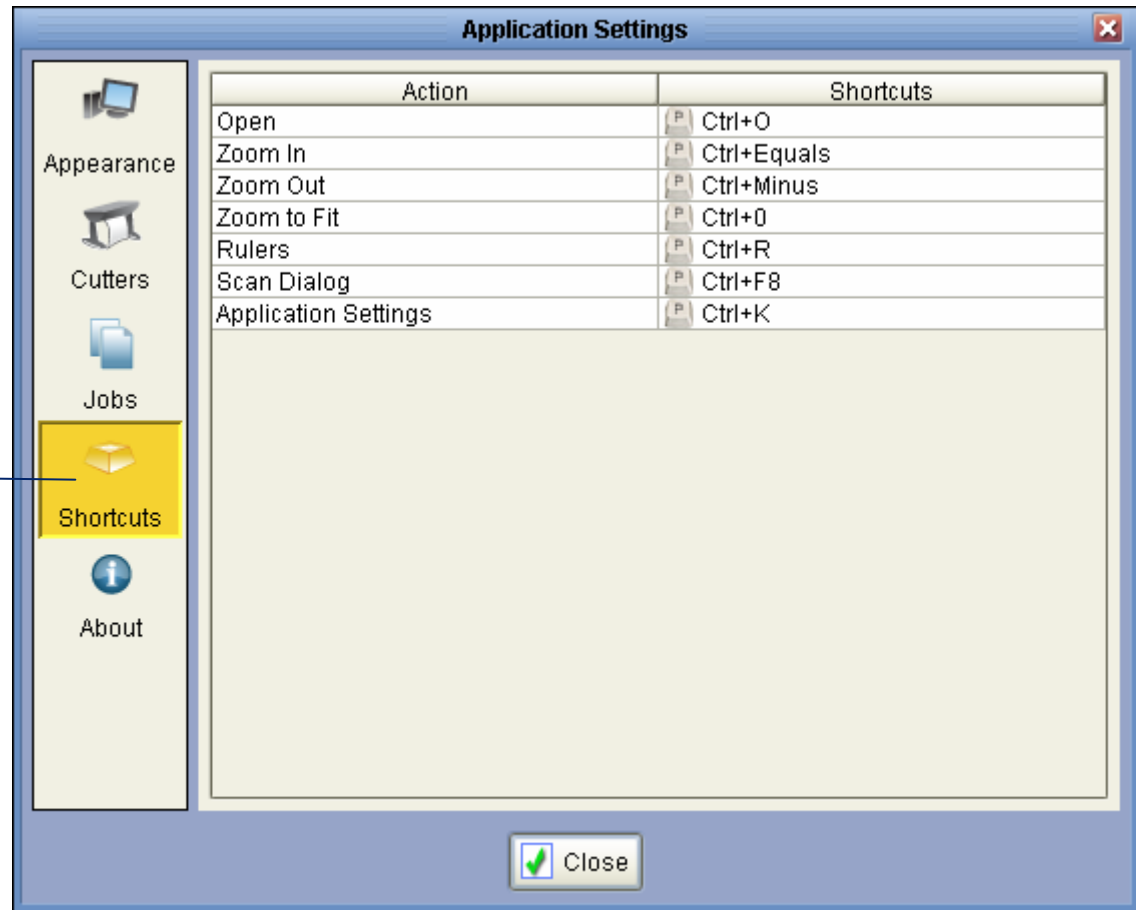 Application Settings
Appearance
Cutters
Jobs
Shortcuts
About
Action Shortcuts
Open P Ctrl+O
Zoom In P Ctrl+Equals
Zoom Out P Ctrl+Minus
Zoom to Fit P Ctrl+0
Rulers P Ctrl+R
Scan Dialog P Ctrl+F8
Application Settings P Ctrl+K
Close